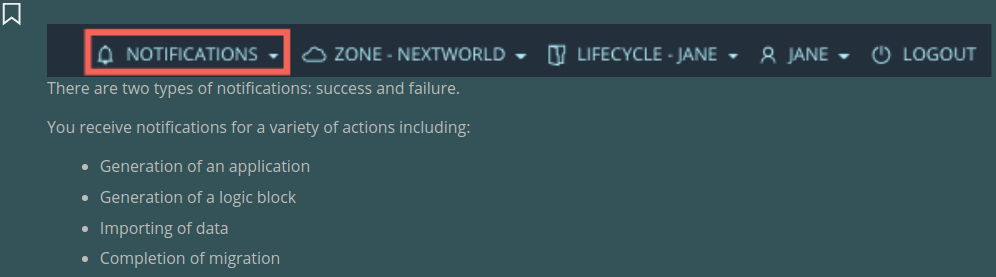 NOTIFICATIONS ZONE - NEXTWORLD LIFECYCLE - JANE JANE LOGOUT
There are two types of notifications: success and failure.
You receive notifications for a variety of actions including:
• Generation of an application
• Generation of a logic block
• Importing of data
• Completion of migration